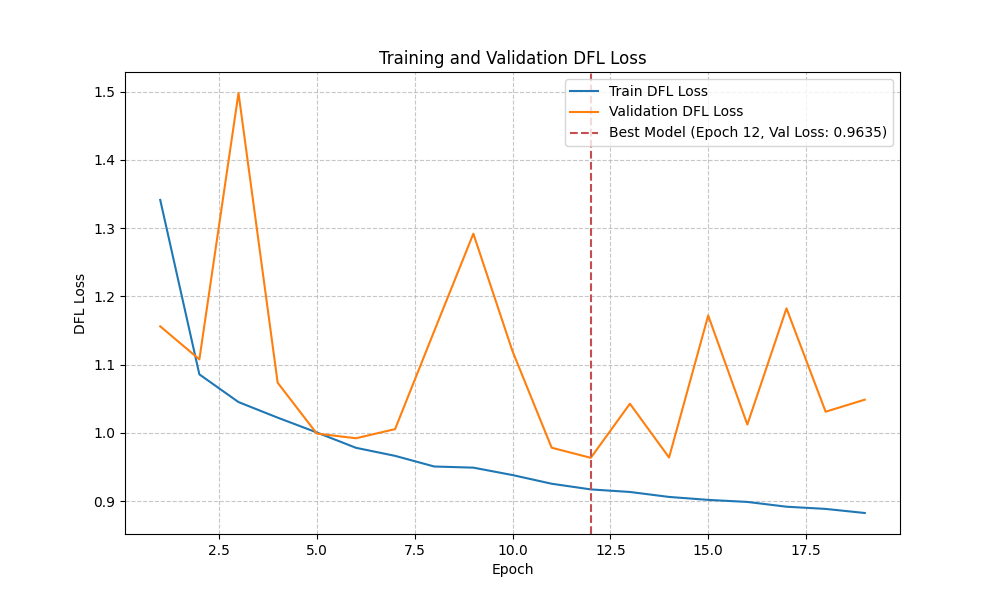 Training and Validation DFL Loss
Train DFL Loss
Validation DFL Loss
Best Model (Epoch 12, Val Loss: 0.9635)
1.5
1.4
1.3
1.2
1.1
1.0
0.9
DFL Loss
2.5 5.0 7.5 10.0 12.5 15.0 17.5
Epoch